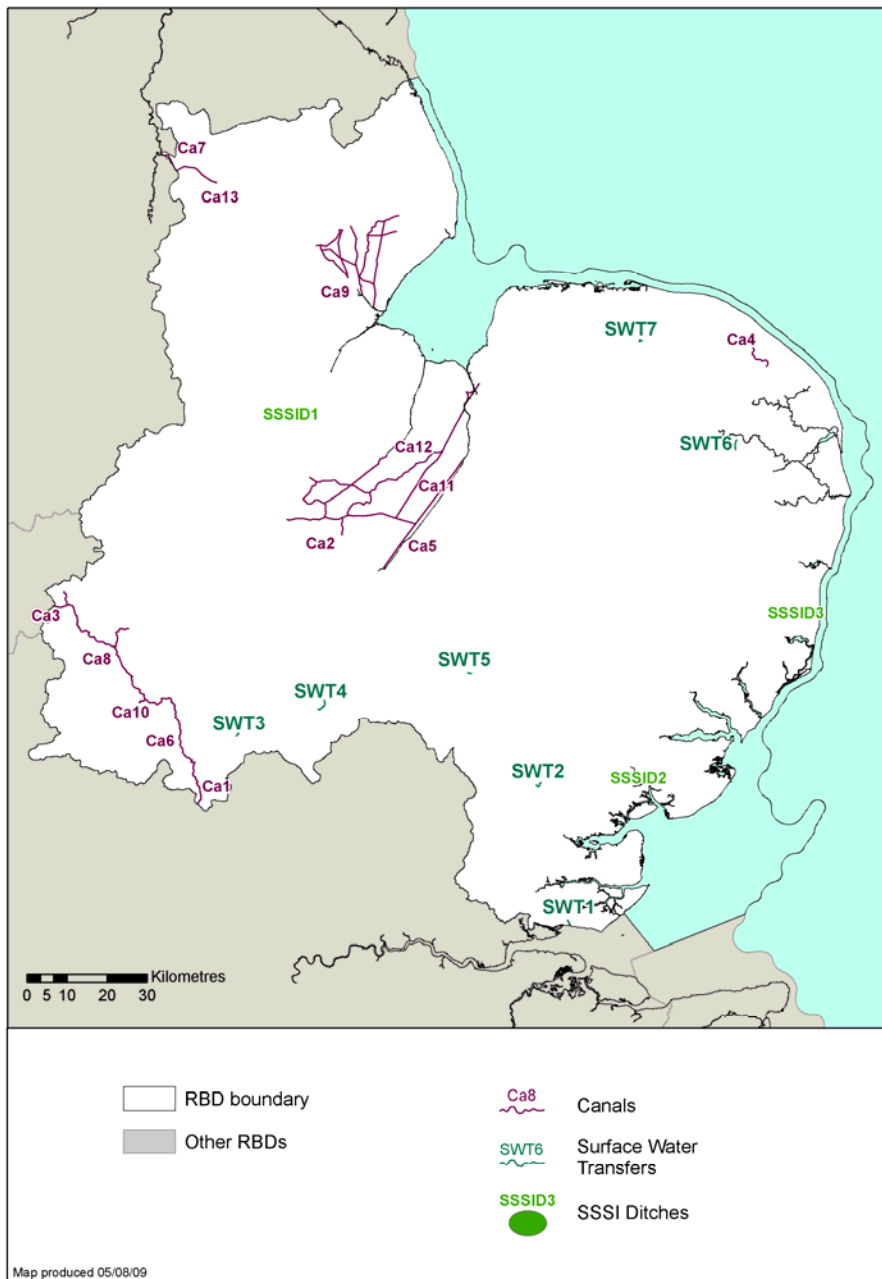 Ca7
Ca13
Ca9
SWT7
Ca4
SSSID1
Ca12
SWT6
Ca11
Ca2
Ca5
Ca3
SSSID3
Ca8
SWT5
SWT4
Ca10
SWT3
Ca6
SWT2
SSSID2
Ca1
SWT1
Kilometres
0 5 10 20 30
Ca8
RBD boundary
Canals
Other RBDs
SWT6
Surface Water
Transfers
SSSID3
SSSI Ditches
Map produced 05/08/09